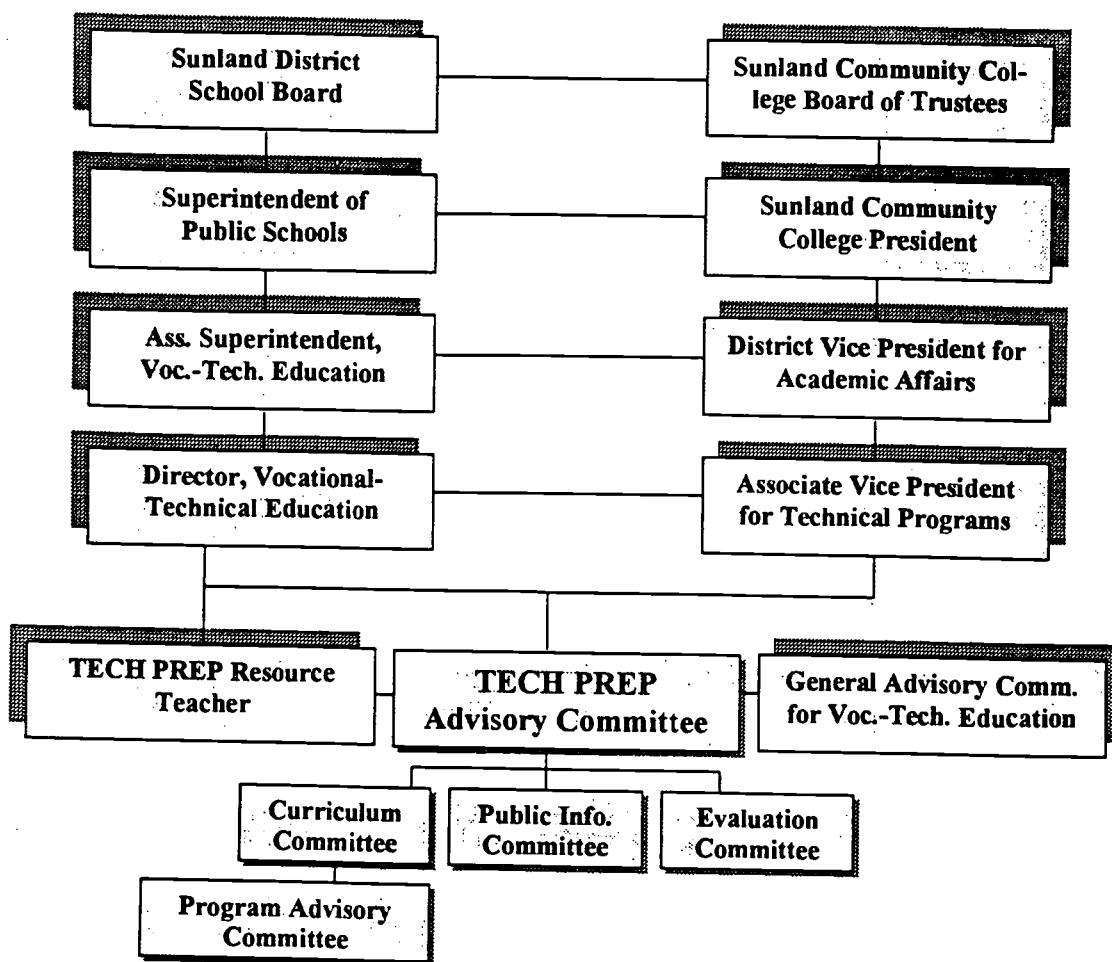 Sunland District
School Board
Sunland Community Col-
lege Board of Trustees
Superintendent of
Public Schools
Sunland Community
College President
Ass. Superintendent,
Voc.-Tech. Education
District Vice President for
Academic Affairs
Director, Vocational-
Technical Education
Associate Vice President
for Technical Programs
TECH PREP Resource
Teacher
TECH PREP
Advisory Committee
General Advisory Comm.
for Voc.-Tech. Education
Curriculum
Committee
Public Info.
Committee
Evaluation
Committee
Program Advisory
Committee